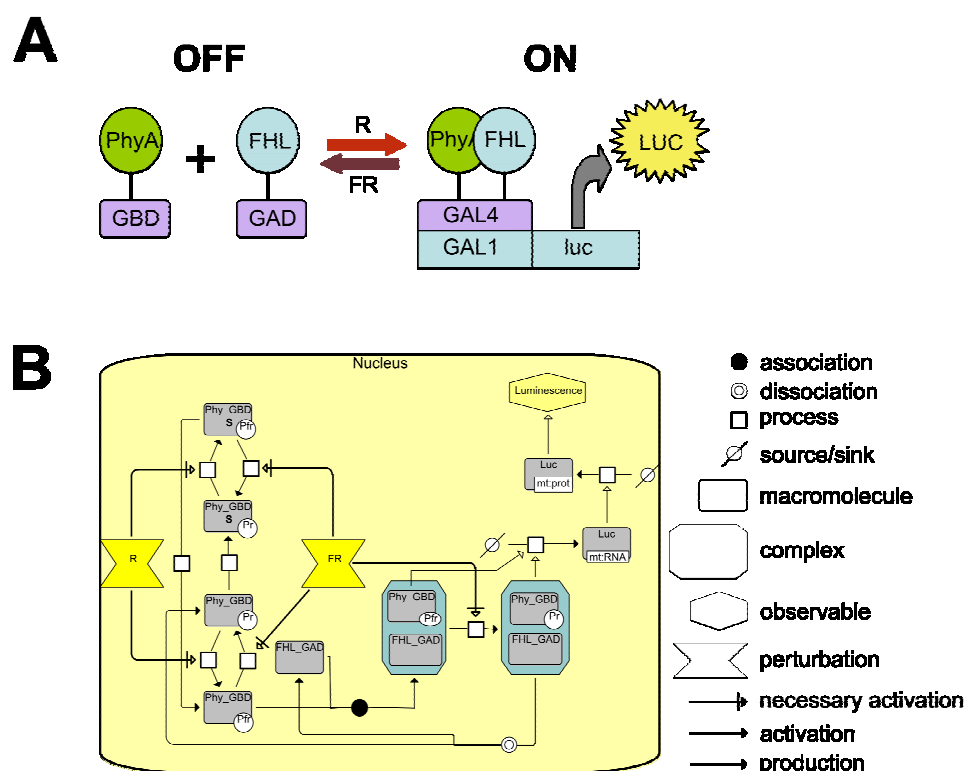 A
OFF
ON
PhyA
+
FHL
R
FR
PhyA
FHL
LUC
GBD
GAD
GAL4
GAL1
luc
B
Nucleus
Phy_GBD
S
Pfr
Phy_GBD
S
Pr
R
FR
Phy_GBD
Pr
Phy_GBD
Pfr
FHL_GAD
Phy_GBD
Pfr
FHL_GAD
Phy_GBD
Pr
FHL_GAD
Luminescence
Luc
mt:prot
Luc
mt:RNA
association
dissociation
process
source/sink
macromolecule
complex
observable
perturbation
necessary activation
activation
production